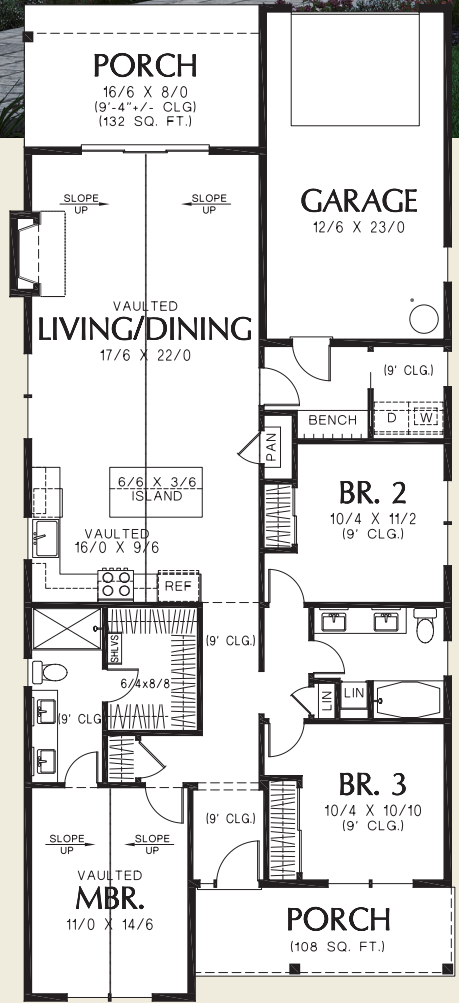 PORCH
16/6 X 8/0
(9'-4"+/- CLG)
(132 SQ. FT.)
GARAGE
12/6 X 23/0
SLOPE
UP
SLOPE
UP
VAULTED
LIVING/DINING
17/6 X 22/0
(9' CLG.)
BENCH
D
W
PAN
6/6 X 3/6
ISLAND
BR. 2
10/4 X 11/2
(9' CLG.)
VAULTED
16/0 X 9/6
REF
(9' CLG.)
SHLVS
6/4x8/8
LIN
LIN
(9' CLG
BR. 3
10/4 X 10/10
(9' CLG.)
(9' CLG.)
SLOPE
UP
SLOPE
UP
VAULTED
MBR.
11/0 X 14/6
PORCH
(108 SQ. FT.)